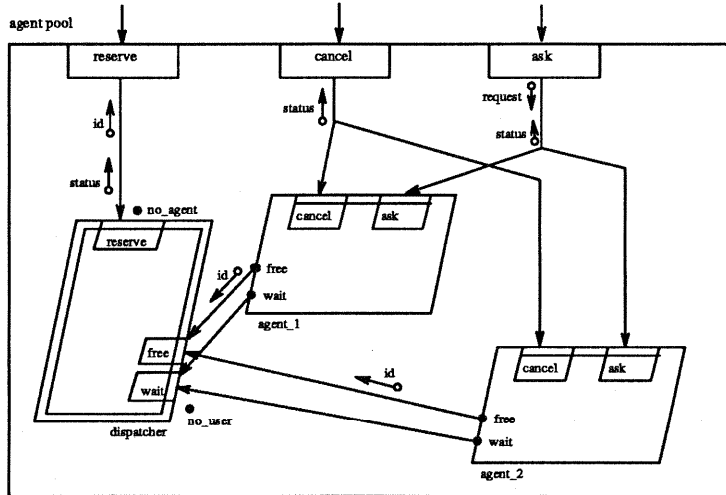 agent pool
reserve
cancel
ask
id
status
status
request
status
no_agent
reserve
cancel
ask
id
free
wait
agent_1
free
wait
id
no_user
dispatcher
cancel
ask
free
wait
agent_2